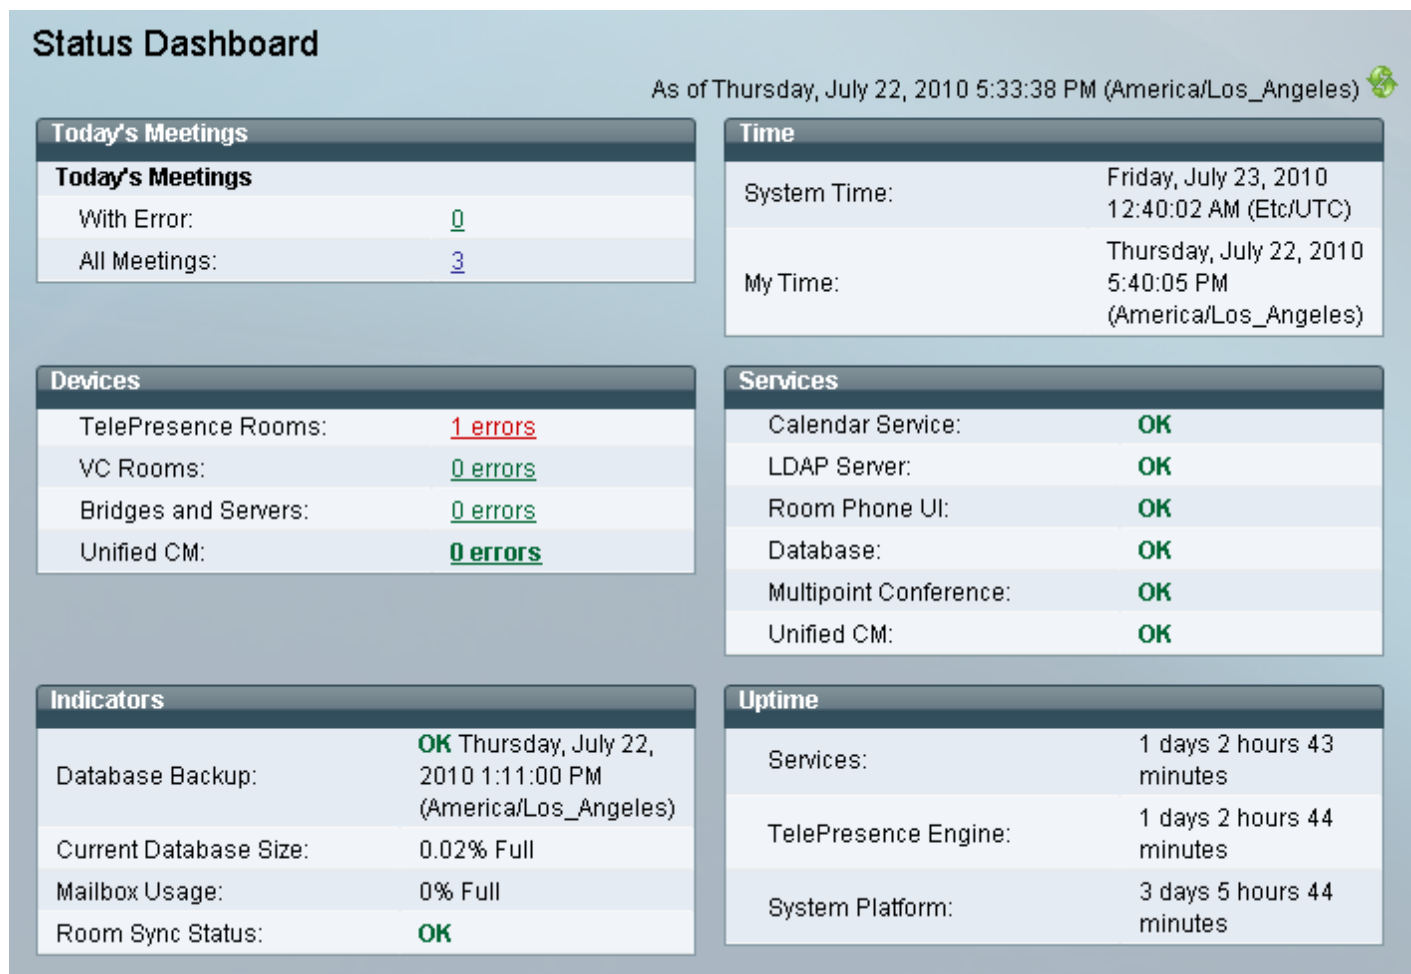 Status Dashboard
As of Thursday, July 22, 2010 5:33:38 PM (America/Los_Angeles)
Today's Meetings
Today's Meetings
With Error: 0
All Meetings: 3
Time
System Time: Friday, July 23, 2010
12:40:02 AM (Etc/UTC)
My Time: Thursday, July 22, 2010
5:40:05 PM
(America/Los_Angeles)
Devices
TelePresence Rooms: 1 errors
VC Rooms: 0 errors
Bridges and Servers: 0 errors
Unified CM: 0 errors
Services
Calendar Service: OK
LDAP Server: OK
Room Phone UI: OK
Database: OK
Multipoint Conference: OK
Unified CM: OK
Indicators
Database Backup: OK Thursday, July 22,
2010 1:11:00 PM
(America/Los_Angeles)
Current Database Size: 0.02% Full
Mailbox Usage: 0% Full
Room Sync Status: OK
Uptime
Services: 1 days 2 hours 43
minutes
TelePresence Engine: 1 days 2 hours 44
minutes
System Platform: 3 days 5 hours 44
minutes